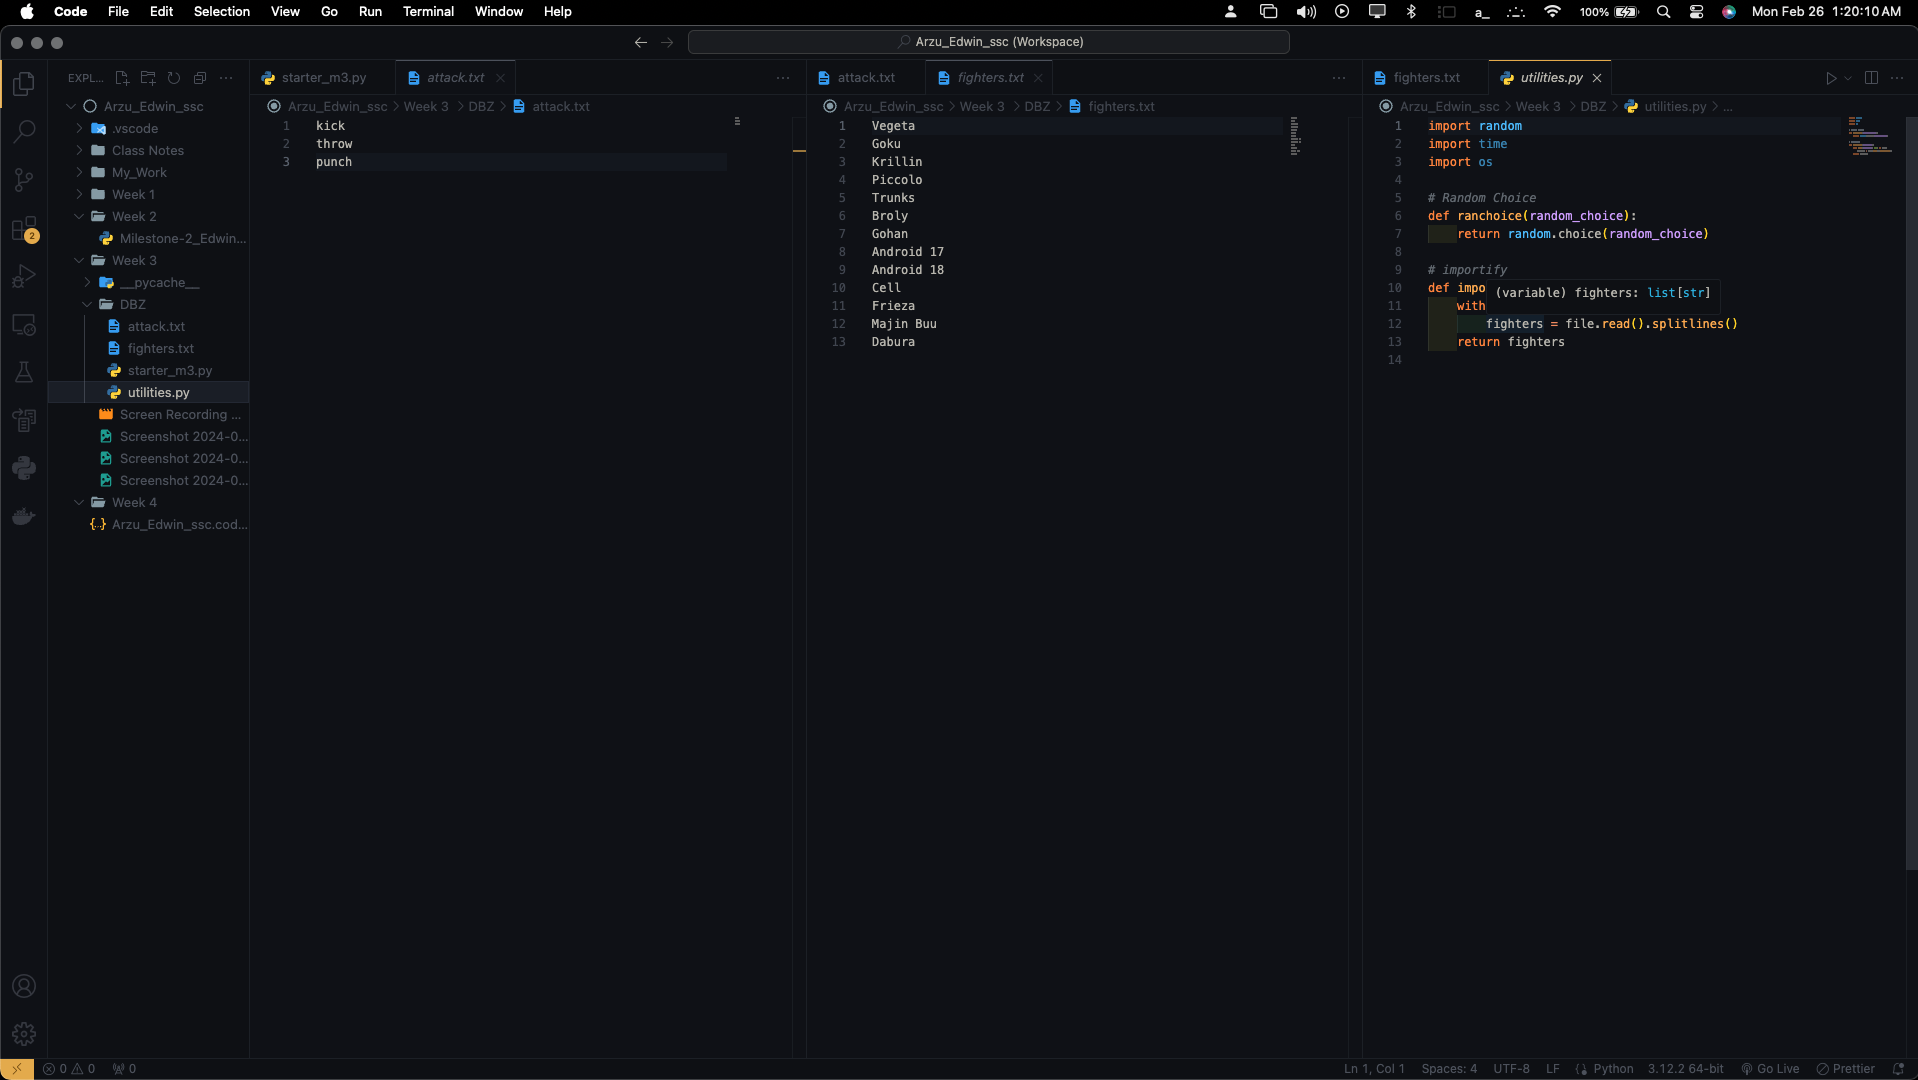 Code File Edit Selection View Go Run Terminal Window Help
a_ 100% Mon Feb 26 1:20:10 AM
Arzu_Edwin_ssc (Workspace)
EXPL...
Arzu_Edwin_ssc
.vscode
Class Notes
My_Work
Week 1
Week 2
Milestone-2_Edwin...
Week 3
__pycache__
DBZ
attack.txt
fighters.txt
starter_m3.py
utilities.py
Screen Recording ...
Screenshot 2024-0...
Screenshot 2024-0...
Screenshot 2024-0...
Week 4
Arzu_Edwin_ssc.cod...
2
starter_m3.py attack.txt
Arzu_Edwin_ssc > Week 3 > DBZ > attack.txt
1 kick
2 throw
3 punch
attack.txt fighters.txt
Arzu_Edwin_ssc > Week 3 > DBZ > fighters.txt
1 Vegeta
2 Goku
3 Krillin
4 Piccolo
5 Trunks
6 Broly
7 Gohan
8 Android 17
9 Android 18
10 Cell
11 Frieza
12 Majin Buu
13 Dabura
fighters.txt utilities.py
Arzu_Edwin_ssc > Week 3 > DBZ > utilities.py > ...
1 import random
2 import time
3 import os
4
5 # Random Choice
6 def ranchoice(random_choice):
7 return random.choice(random_choice)
8
9 # importify
10 def impo
(variable) fighters: list[str]
11 with
12 fighters = file.read().splitlines()
13 return fighters
14
0 0 0
Ln 1, Col 1 Spaces: 4 UTF-8 LF Python 3.12.2 64-bit Go Live Prettier